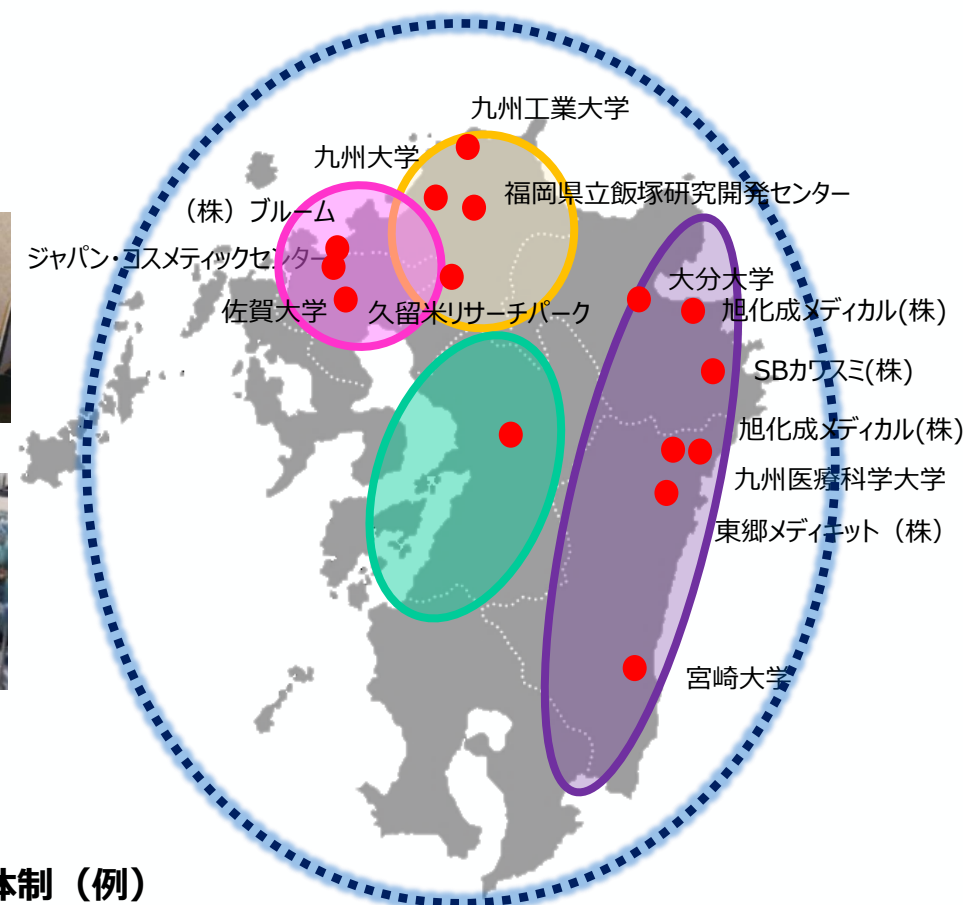 九州工業大学
九州大学
福岡県立飯塚研究開発センター
（株）ブルーム
ジャパン・コスメティックセンター
佐賀大学
久留米リサーチパーク
大分大学
旭化成メディカル(株)
SBカワスミ(株)
旭化成メディカル(株)
九州医療科学大学
東郷メディキット（株）
宮崎大学
体制（例）